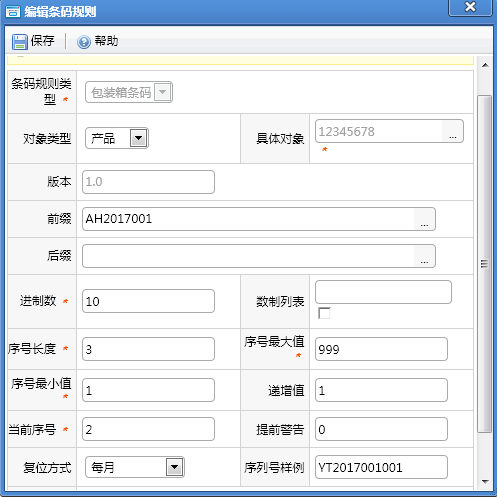 编辑条码规则
保存 帮助
条码规则类型 * 包装箱条码
对象类型 产品 具体对象 * 12345678 ...
版本 1.0
前缀 AH2017001 ...
后缀 ...
进制数 * 10 数制列表
序号长度 * 3 序号最大值 * 999
序号最小值 * 1 递增值 1
当前序号 * 2 提前警告 0
复位方式 每月 序列号样例 YT2017001001